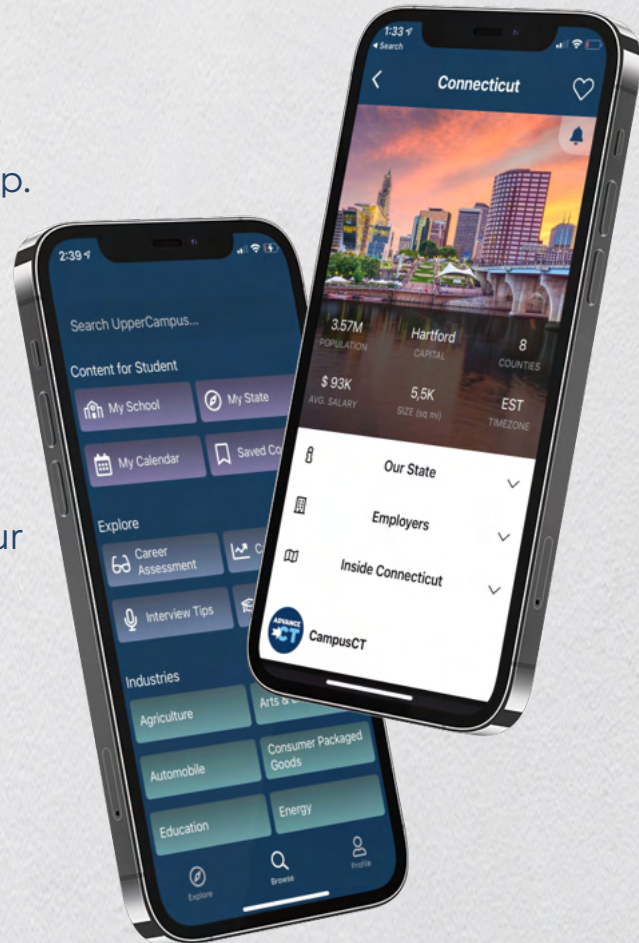 p.
ur
2:39
Search UpperCampus...
Content for Student
My School
My State
My Calendar
Saved Co
Explore
Career
Assessment
C
Interview Tips
Industries
Agriculture
Arts &
Automobile
Consumer Packaged
Goods
Education
Energy
Explore
Browse
Profile
1:33
Search
Connecticut
3.57M
POPULATION
Hartford
CAPITAL
8
COUNTIES
$ 93K
AVG. SALARY
5,5K
SIZE (sq mi)
EST
TIMEZONE
Our State
Employers
Inside Connecticut
ADVANCE
CT
CampusCT